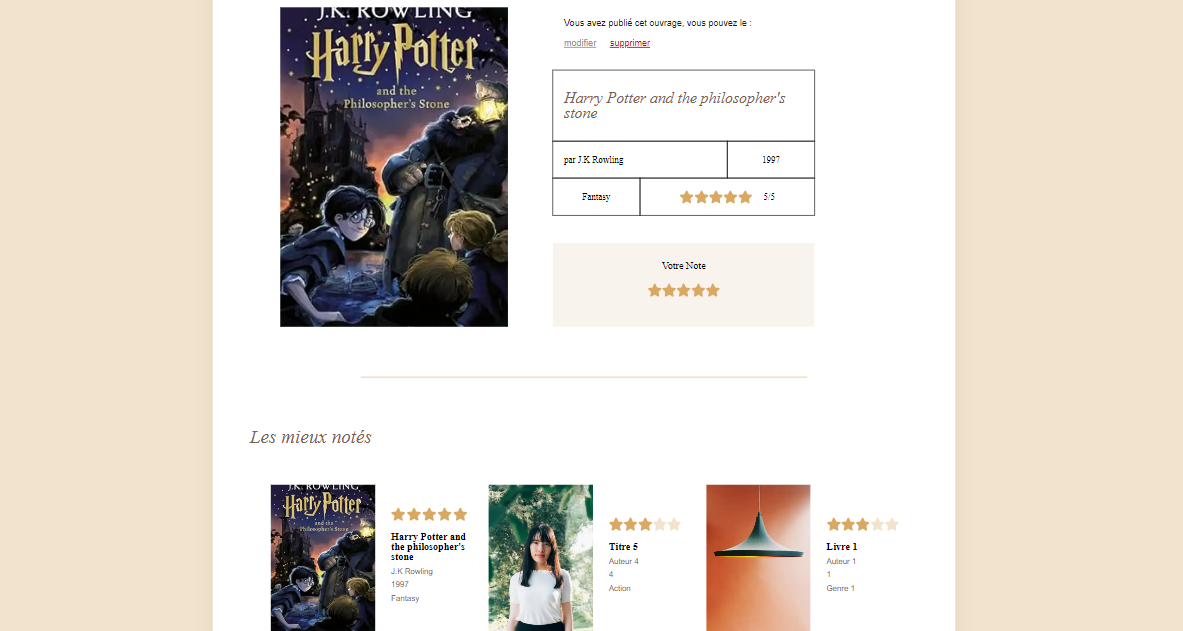 J.K. ROWLING
Harry Potter
and the
Philosopher's Stone
Vous avez publié cet ouvrage, vous pouvez le :
modifier supprimer
Harry Potter and the philosopher's
stone
par J.K Rowling 1997
Fantasy 5/5
Votre Note
Les mieux notés
J.K. ROWLING
Harry Potter
and the
Philosopher's Stone
Harry Potter and
the philosopher's
stone
J.K Rowling
1997
Fantasy
Titre 5
Auteur 4
4
Action
Livre 1
Auteur 1
1
Genre 1